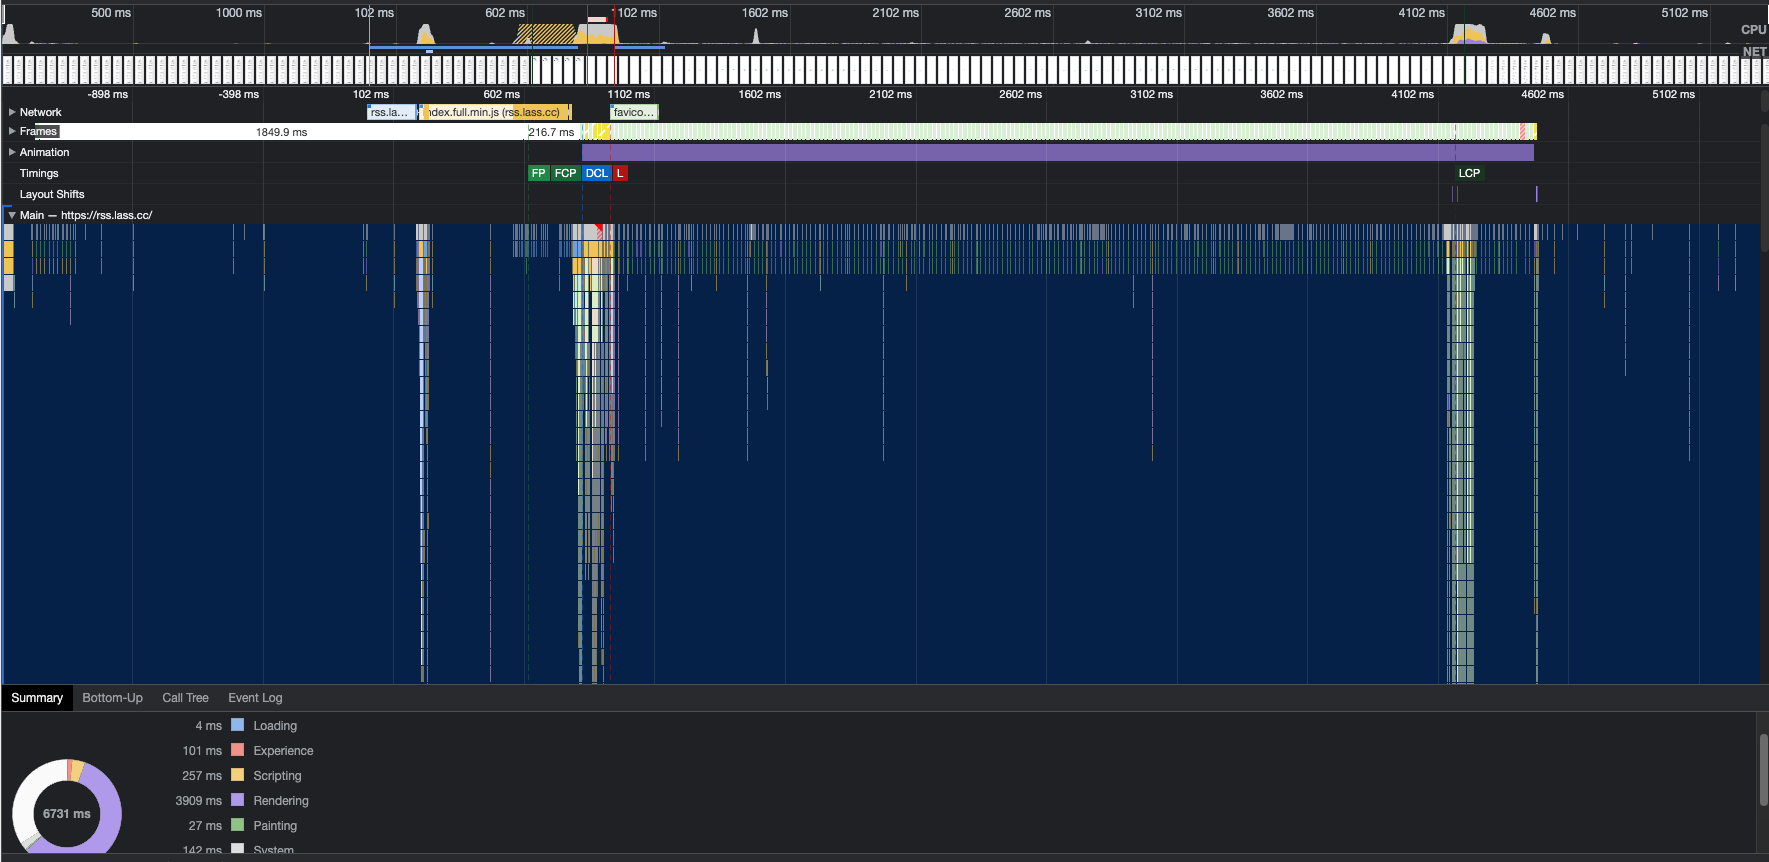 500 ms 1000 ms 102 ms 602 ms 102 ms 1602 ms 2102 ms 2602 ms 3102 ms 3602 ms 4102 ms 4602 ms 5102 ms
CPU
NET
-898 ms -398 ms 102 ms 602 ms 1102 ms 1602 ms 2102 ms 2602 ms 3102 ms 3602 ms 4102 ms 4602 ms 5102 ms
Network rss.la... ndex.full.min.js (rss.lass.cc) favico...
Frames 1849.9 ms 216.7 ms
Animation
Timings FP FCP DCL L LCP
Layout Shifts
Main — https://rss.lass.cc/
Summary Bottom-Up Call Tree Event Log
4 ms Loading
101 ms Experience
257 ms Scripting
3909 ms Rendering
6731 ms
27 ms Painting
142 ms System